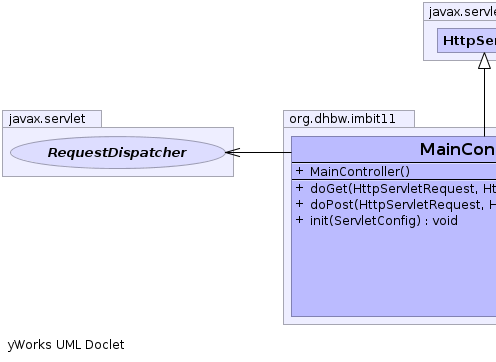 javax.servle
HttpSer
javax.servlet
RequestDispatcher
org.dhbw.imbit11
MainCon
+ MainController()
+ doGet(HttpServletRequest, Ht
+ doPost(HttpServletRequest, H
+ init(ServletConfig) : void
yWorks UML Doclet